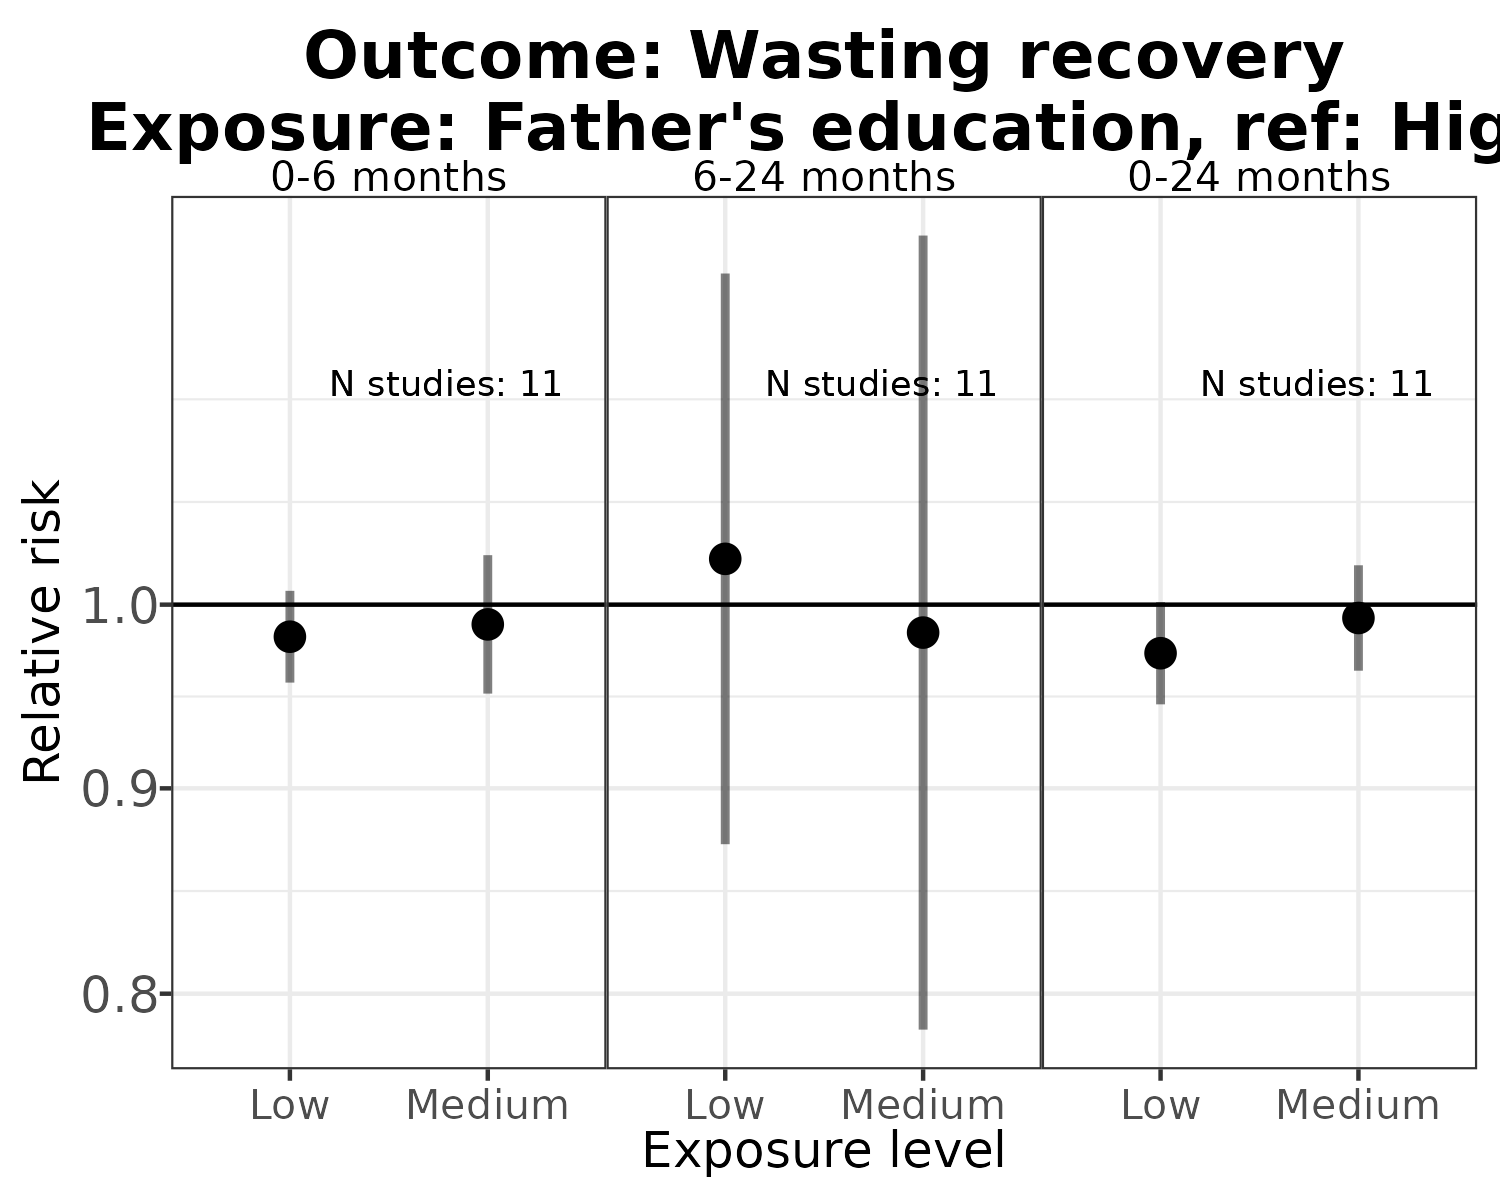 Outcome: Wasting recovery
Exposure: Father's education, ref: Hig
0-6 months
6-24 months
0-24 months
N studies: 11
N studies: 11
N studies: 11
Relative risk
1.0
0.9
0.8
Low
Medium
Low
Medium
Low
Medium
Exposure level